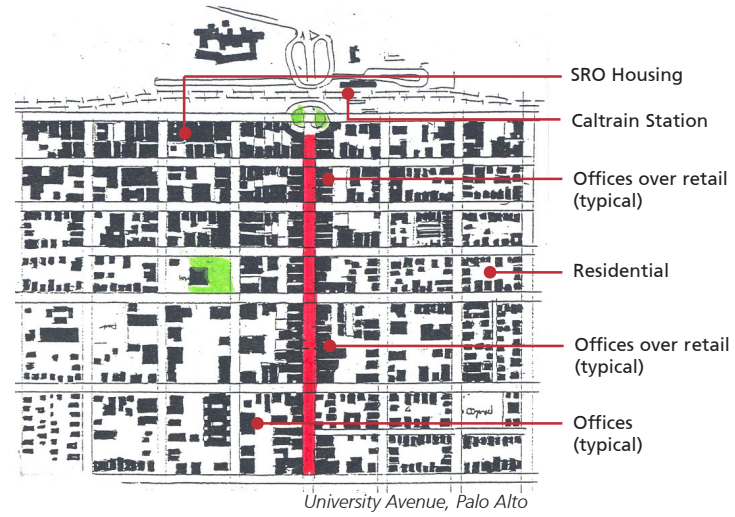 SRO Housing
Caltrain Station
Offices over retail
(typical)
Residential
Offices over retail
(typical)
Offices
(typical)
University Avenue, Palo Alto